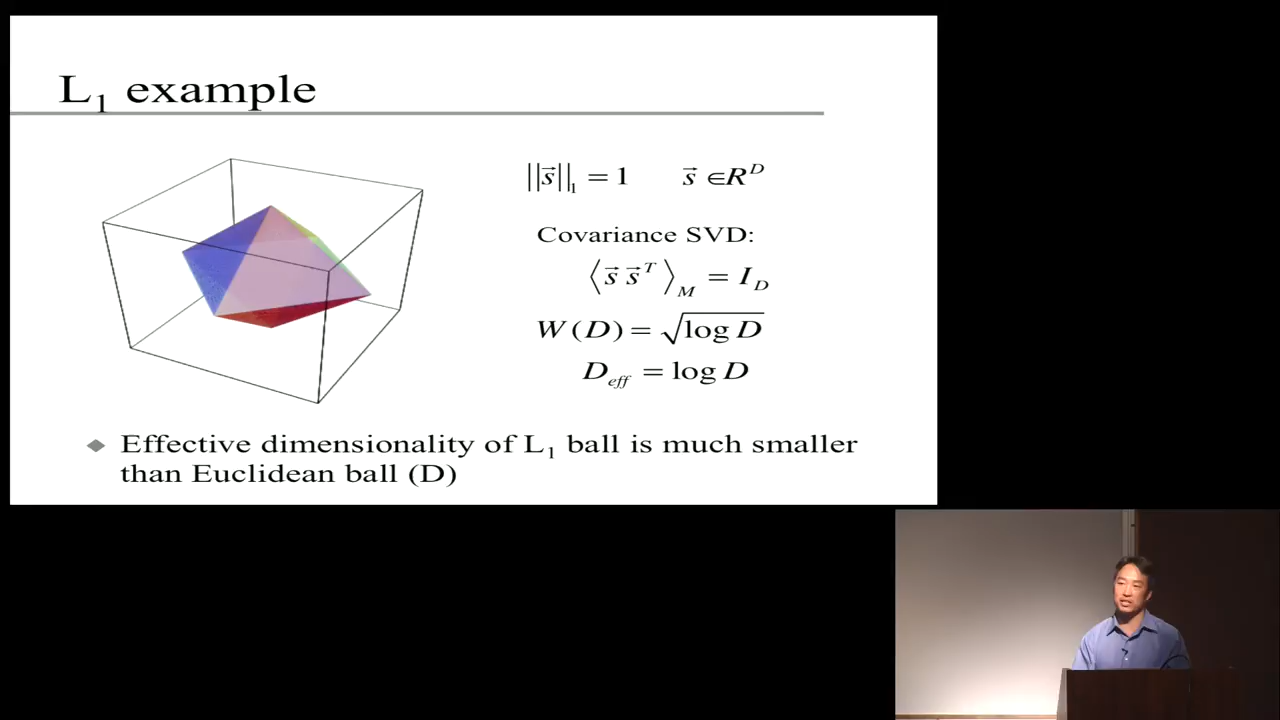 L₁ example
||s⃗||₁ = 1 s⃗ ∈ R^D
Covariance SVD:
⟨s⃗ s⃗^T⟩_M = I_D
W(D) = √log D
D_eff = log D
Effective dimensionality of L₁ ball is much smaller
than Euclidean ball (D)